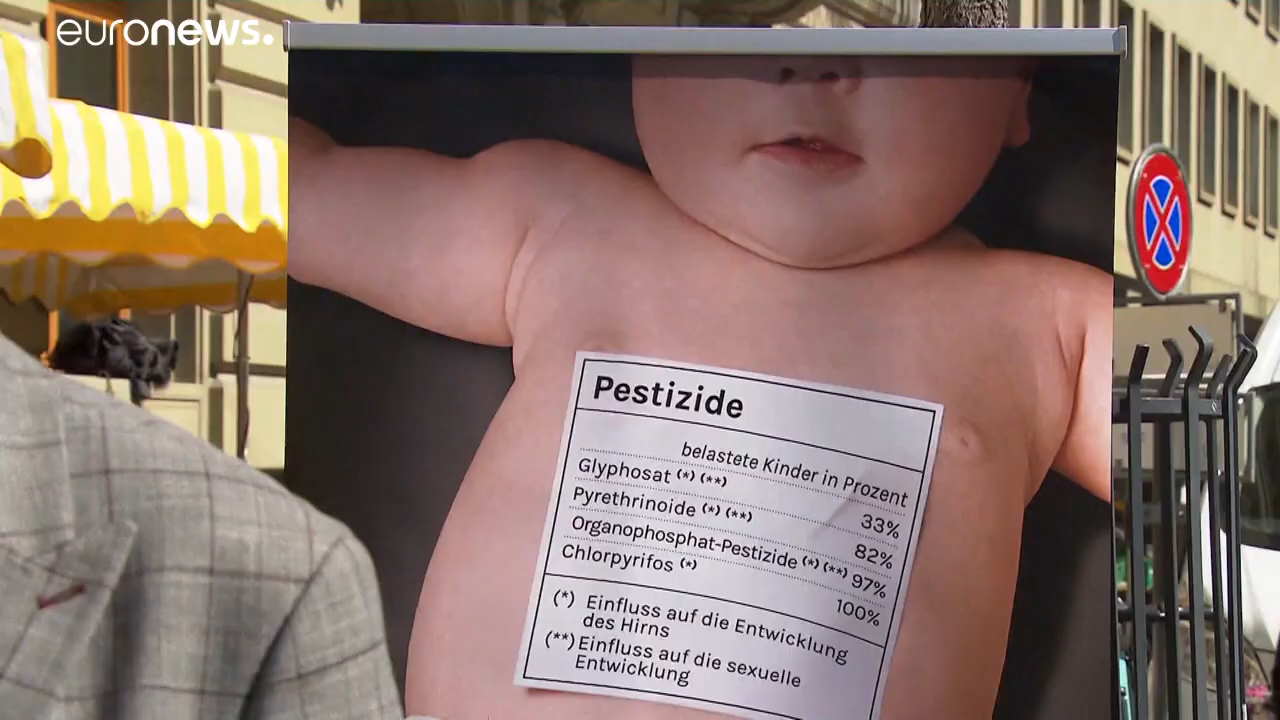 euronews.
Pestizide
belastete Kinder in Prozent
Glyphosat (*) (**) 33%
Pyrethrinoide (*) (**) 82%
Organophosphat-Pestizide (*) (**) 97%
Chlorpyrifos (*) 100%
(*) Einfluss auf die Entwicklung
des Hirns
(**) Einfluss auf die sexuelle
Entwicklung